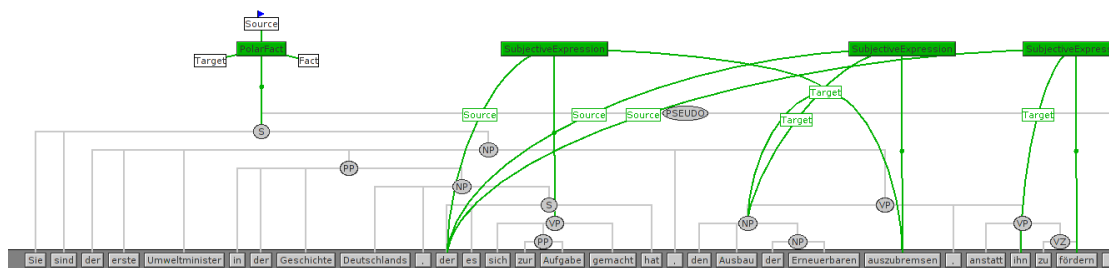 Source
PolarFact SubjectiveExpression SubjectiveExpression SubjectiveExpres
Target Fact
Target
Source Source Source PSEUDO Target Target
S
NP
PP
NP
S VP
VP NP VP
PP NP VZ
Sie sind der erste Umweltminister in der Geschichte Deutschlands , der es sich zur Aufgabe gemacht hat , den Ausbau der Erneuerbaren auszubremsen , anstatt ihn zu fördern